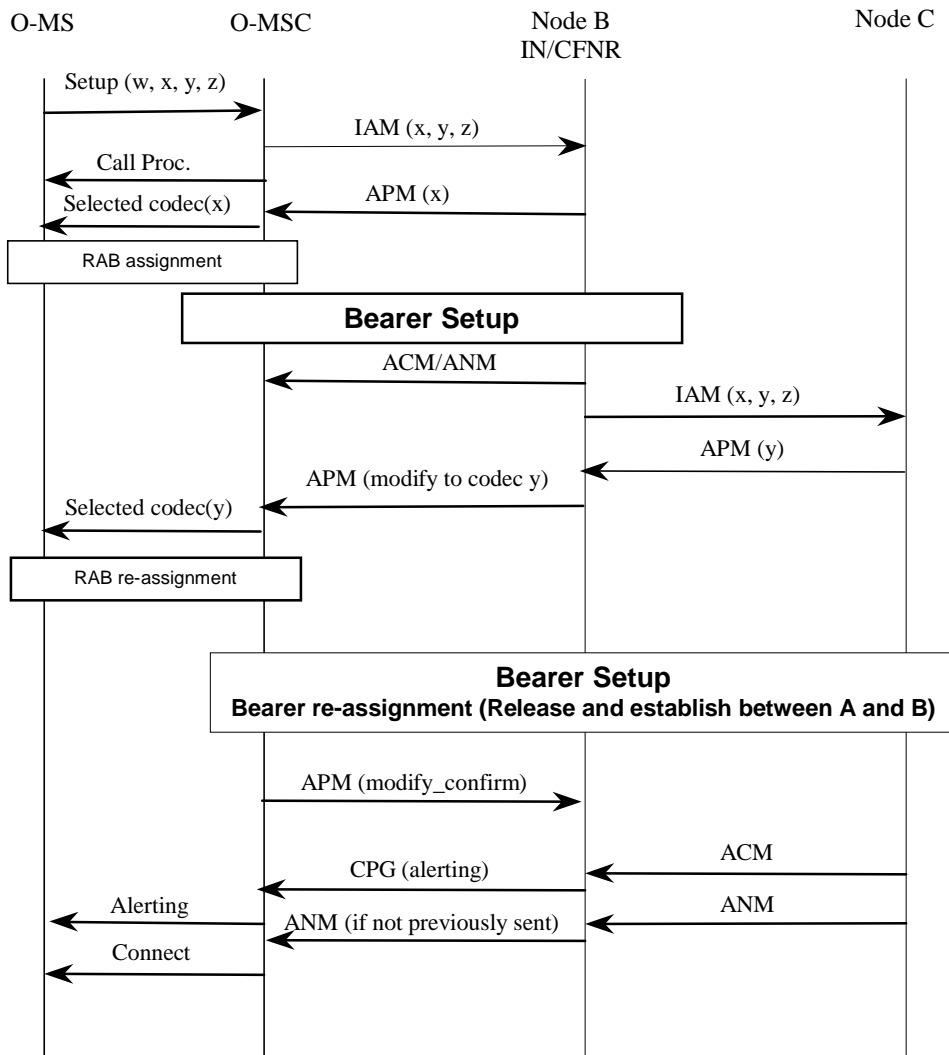 O-MS
O-MSC
Node B
IN/CFNR
Node C
Setup (w, x, y, z)
IAM (x, y, z)
Call Proc.
APM (x)
Selected codec(x)
RAB assignment
Bearer Setup
ACM/ANM
IAM (x, y, z)
APM (y)
APM (modify to codec y)
Selected codec(y)
RAB re-assignment
Bearer Setup
Bearer re-assignment (Release and establish between A and B)
APM (modify_confirm)
ACM
CPG (alerting)
Alerting
ANM
ANM (if not previously sent)
Connect